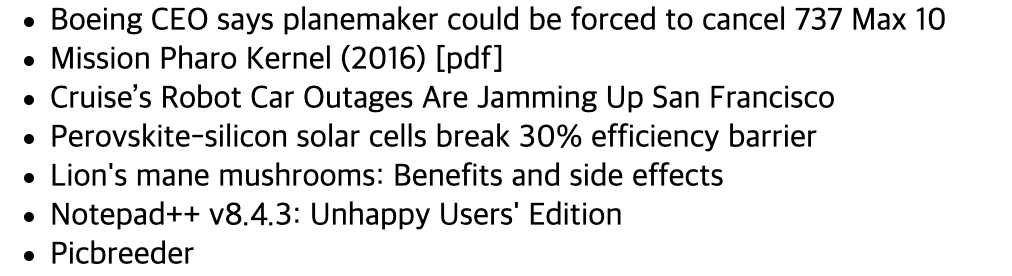 • Boeing CEO says planemaker could be forced to cancel 737 Max 10
• Mission Pharo Kernel (2016) [pdf]
• Cruise’s Robot Car Outages Are Jamming Up San Francisco
• Perovskite-silicon solar cells break 30% efficiency barrier
• Lion's mane mushrooms: Benefits and side effects
• Notepad++ v8.4.3: Unhappy Users' Edition
• Picbreeder